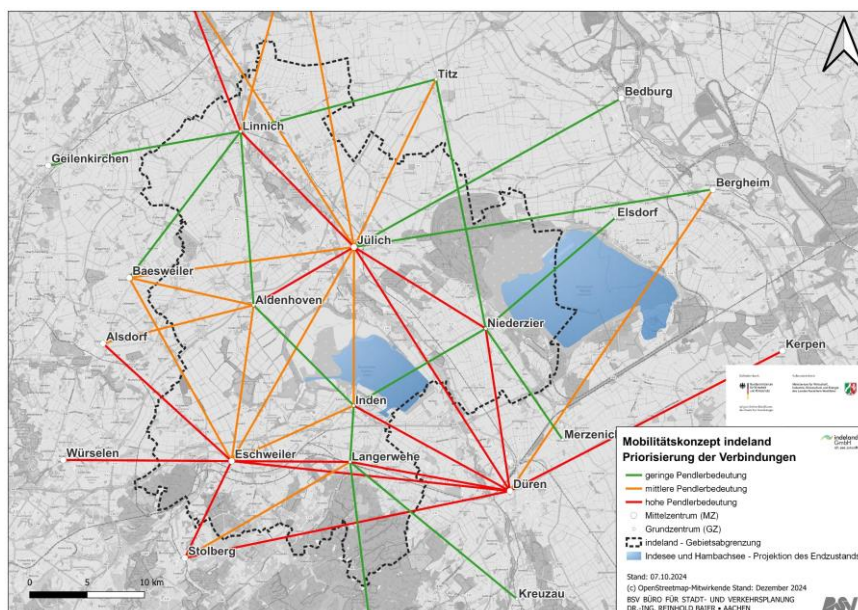 Titz
Bedburg
Linnich
Geilenkirchen
Bergheim
Elsdorf
Jülich
Baesweiler
Aldenhoven
Niederzier
Alsdorf
Kerpen
Inden
Merzenich
Würselen
Eschweiler
Langerwehe
Düren
Stolberg
Kreuzau
0 5 10 km
indeland
GmbH
Mobilitätskonzept indeland
Priorisierung der Verbindungen
geringe Pendlerbedeutung
mittlere Pendlerbedeutung
hohe Pendlerbedeutung
Mittelzentrum (MZ)
Grundzentrum (GZ)
indeland - Gebietsabgrenzung
Indesee und Hambachsee - Projektion des Endzustands
Stand: 07.10.2024
(c) OpenStreetmap-Mitwirkende Stand: Dezember 2024
BSV BÜRO FÜR STADT- UND VERKEHRSPLANUNG
DR.-ING. REINHOLD BAIER • AACHEN
BSV